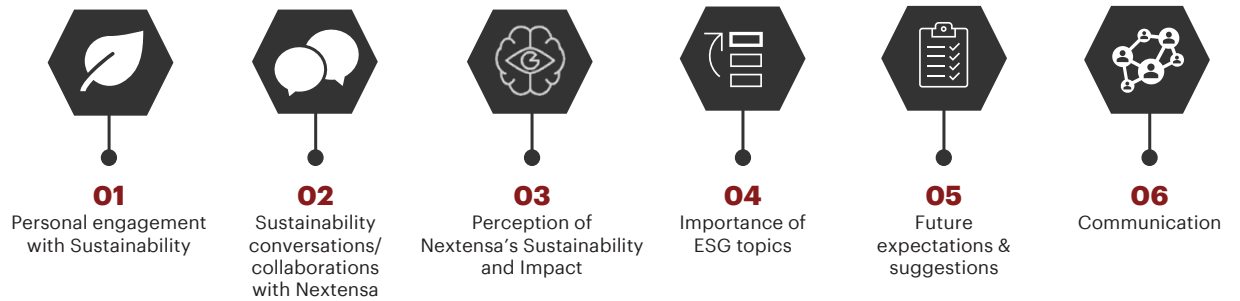 01
Personal engagement
with Sustainability
02
Sustainability
conversations/
collaborations
with Nextensa
03
Perception of
Nextensa's Sustainability
and Impact
04
Importance of
ESG topics
05
Future
expectations &
suggestions
06
Communication